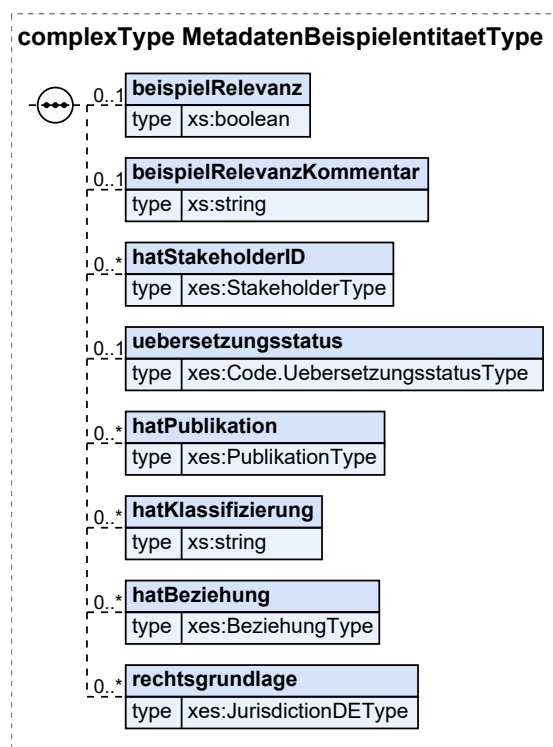 complexType MetadatenBeispielentitaetType
0..1 beispielRelevanz
type xs:boolean
0..1 beispielRelevanzKommentar
type xs:string
0..* hatStakeholderID
type xes:StakeholderType
0..1 uebersetzungsstatus
type xes:Code.UebersetzungsstatusType
0..* hatPublikation
type xes:PublikationType
0..* hatKlassifizierung
type xs:string
0..* hatBeziehung
type xes:BeziehungType
0..* rechtsgrundlage
type xes:JurisdictionDEType